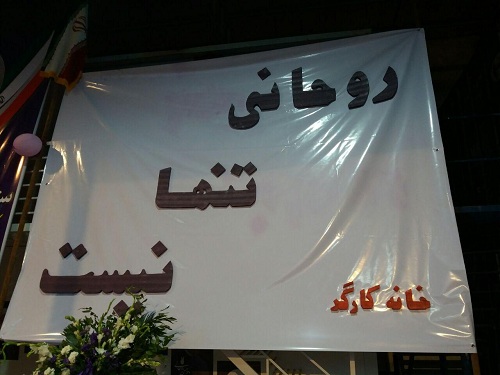 روحانی
تنها
نیست
خانه کارگر